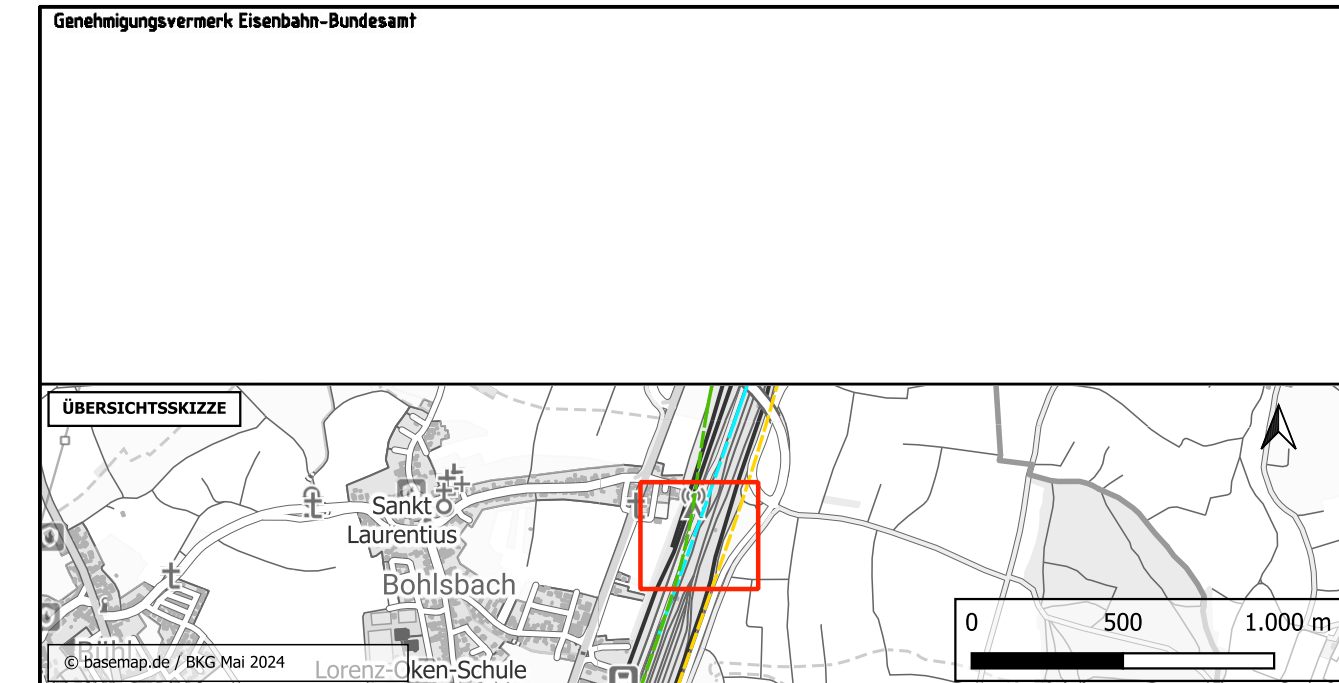 Genehmigungsvermerk Eisenbahn-Bundesamt
ÜBERSICHTSSKIZZE
Sankt
Laurentius
Bohlsbach
0 500 1.000 m
Bühl
© basemap.de / BKG Mai 2024
Lorenz-Oken-Schule